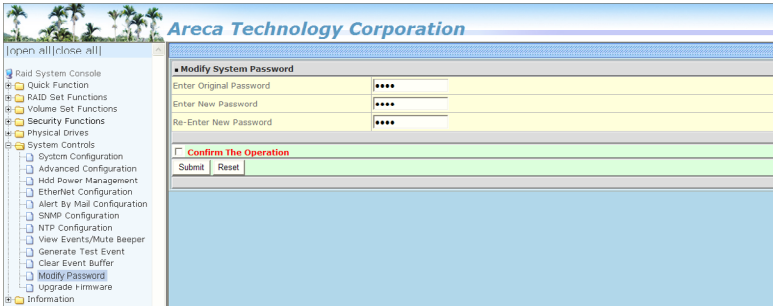 Areca Technology Corporation
|open all|close all|
Raid System Console
Quick Function
RAID Set Functions
Volume Set Functions
Security Functions
Physical Drives
System Controls
System Configuration
Advanced Configuration
Hdd Power Management
EtherNet Configuration
Alert By Mail Configuration
SNMP Configuration
NTP Configuration
View Events/Mute Beeper
Generate Test Event
Clear Event Buffer
Modify Password
Upgrade Firmware
Information
▪ Modify System Password
Enter Original Password ••••
Enter New Password ••••
Re-Enter New Password ••••
Confirm The Operation
Submit Reset